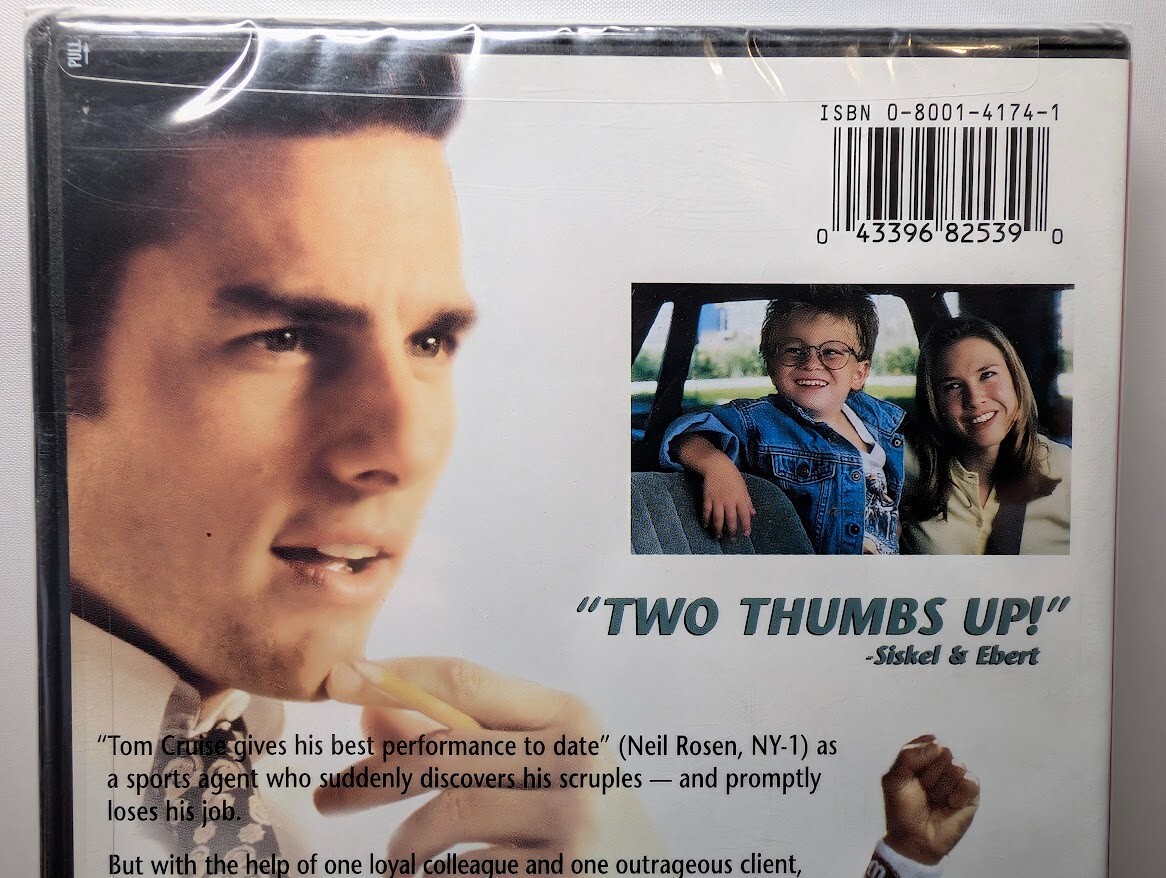 PULL
ISBN 0-8001-4174-1
0 43396 82539 0
“TWO THUMBS UP!”
-Siskel & Ebert
“Tom Cruise gives his best performance to date” (Neil Rosen, NY-1) as
a sports agent who suddenly discovers his scruples — and promptly
loses his job.
But with the help of one loyal colleague and one outrageous client,